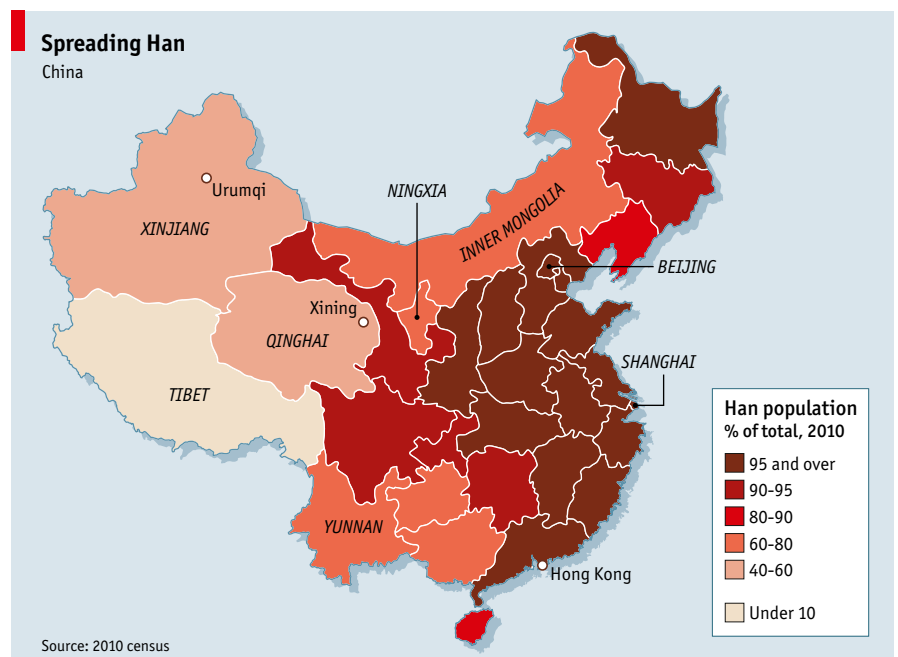 Spreading Han
China
Urumqi
NINGXIA
XINJIANG
INNER MONGOLIA
BEIJING
Xining
QINGHAI
SHANGHAI
TIBET
Han population
% of total, 2010
95 and over
90-95
80-90
60-80
40-60
Under 10
YUNNAN
Hong Kong
Source: 2010 census